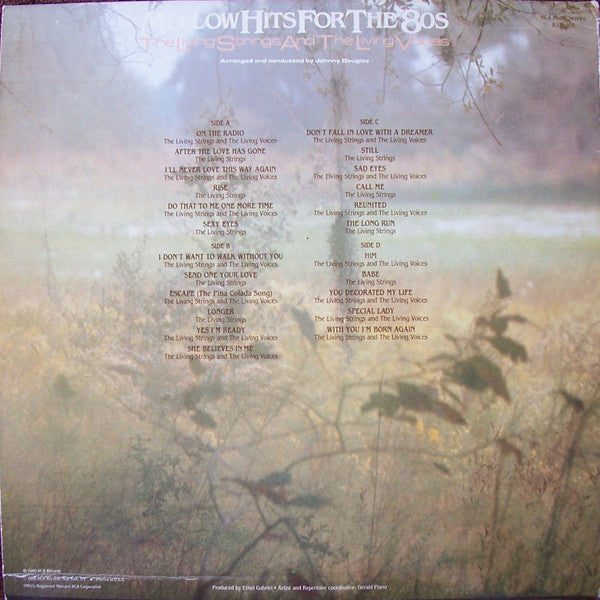 MELLOW HITS FOR THE 80S
The Living Strings And The Living Voices
Arranged and conducted by Johnny Douglas
RCA Music Service
SIDE A
ON THE RADIO
The Living Strings and The Living Voices
AFTER THE LOVE HAS GONE
The Living Strings
I'LL NEVER LOVE THIS WAY AGAIN
The Living Strings and The Living Voices
RISE
The Living Strings
DO THAT TO ME ONE MORE TIME
The Living Strings and The Living Voices
SEXY EYES
The Living Strings
SIDE B
I DON'T WANT TO WALK WITHOUT YOU
The Living Strings and The Living Voices
SEND ONE YOUR LOVE
The Living Strings
ESCAPE (The Pina Colada Song)
The Living Strings and The Living Voices
LONGER
The Living Strings
YES I'M READY
The Living Strings and The Living Voices
SHE BELIEVES IN ME
The Living Strings and The Living Voices
SIDE C
DON'T FALL IN LOVE WITH A DREAMER
The Living Strings and The Living Voices
STILL
The Living Strings
SAD EYES
The Living Strings and The Living Voices
CALL ME
The Living Strings
REUNITED
The Living Strings and The Living Voices
THE LONG RUN
The Living Strings
SIDE D
HIM
The Living Strings and The Living Voices
BABE
The Living Strings
YOU DECORATED MY LIFE
The Living Strings and The Living Voices
SPECIAL LADY
The Living Strings and The Living Voices
WITH YOU I'M BORN AGAIN
The Living Strings and The Living Voices
RCA Records
Produced by Ethel Gabriel • Artist and Repertoire coordinator: Gerald Plano